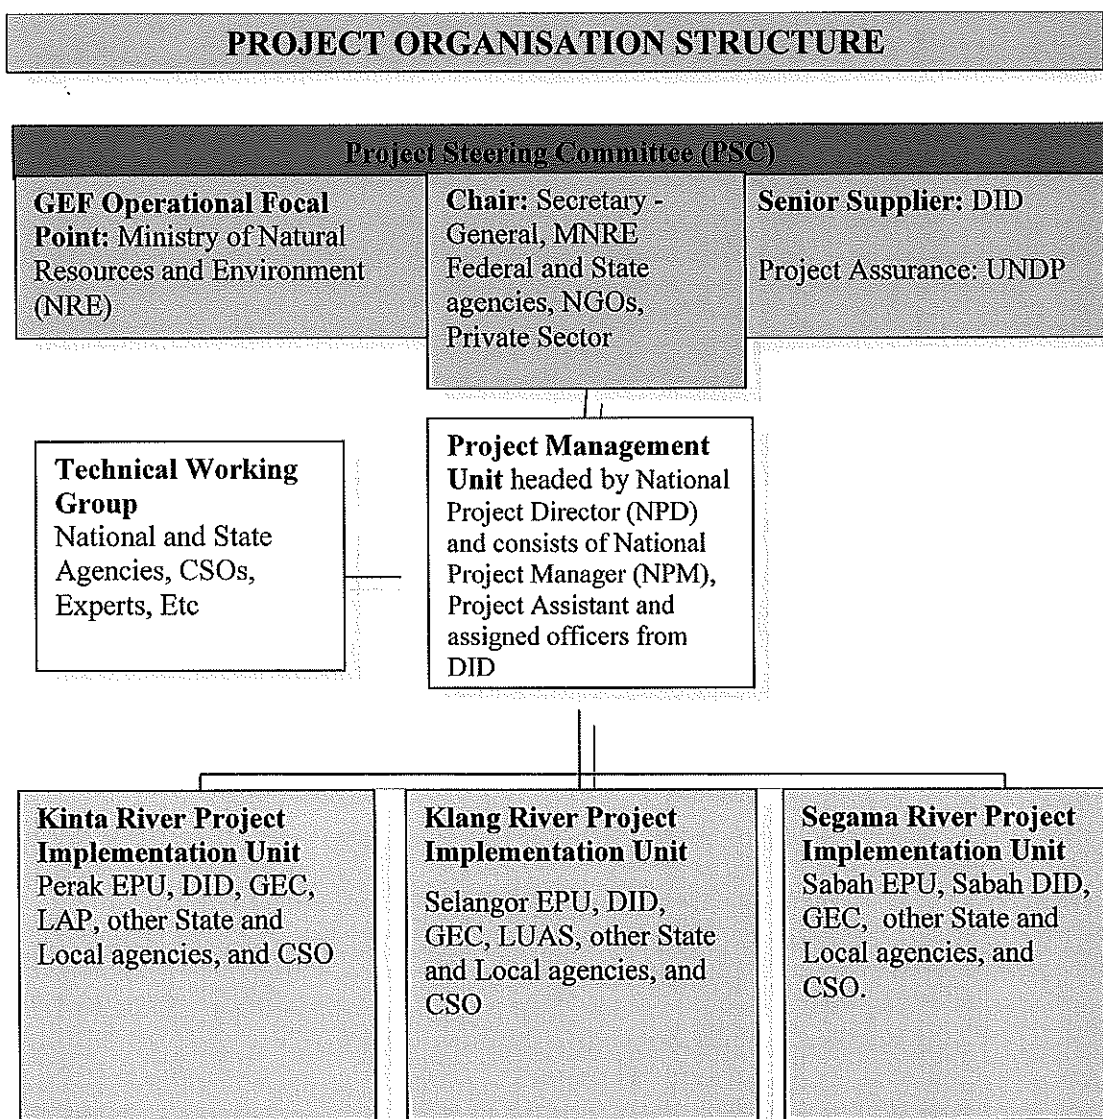 PROJECT ORGANISATION STRUCTURE
Project Steering Committee (PSC)
GEF Operational Focal
Point: Ministry of Natural
Resources and Environment
(NRE)
Chair: Secretary -
General, MNRE
Federal and State
agencies, NGOs,
Private Sector
Senior Supplier: DID
Project Assurance: UNDP
Technical Working
Group
National and State
Agencies, CSOs,
Experts, Etc
Project Management
Unit headed by National
Project Director (NPD)
and consists of National
Project Manager (NPM),
Project Assistant and
assigned officers from
DID
Kinta River Project
Implementation Unit
Perak EPU, DID, GEC,
LAP, other State and
Local agencies, and CSO
Klang River Project
Implementation Unit
Selangor EPU, DID,
GEC, LUAS, other State
and Local agencies, and
CSO
Segama River Project
Implementation Unit
Sabah EPU, Sabah DID,
GEC, other State and
Local agencies, and
CSO.